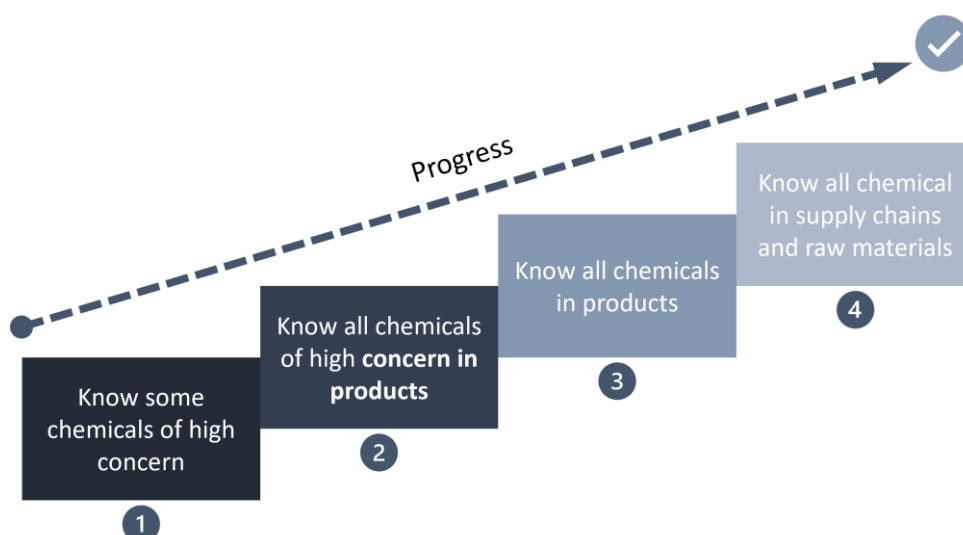 Progress
Know some
chemicals of high
concern
1
Know all chemicals
of high concern in
products
2
Know all chemicals
in products
3
Know all chemical
in supply chains
and raw materials
4